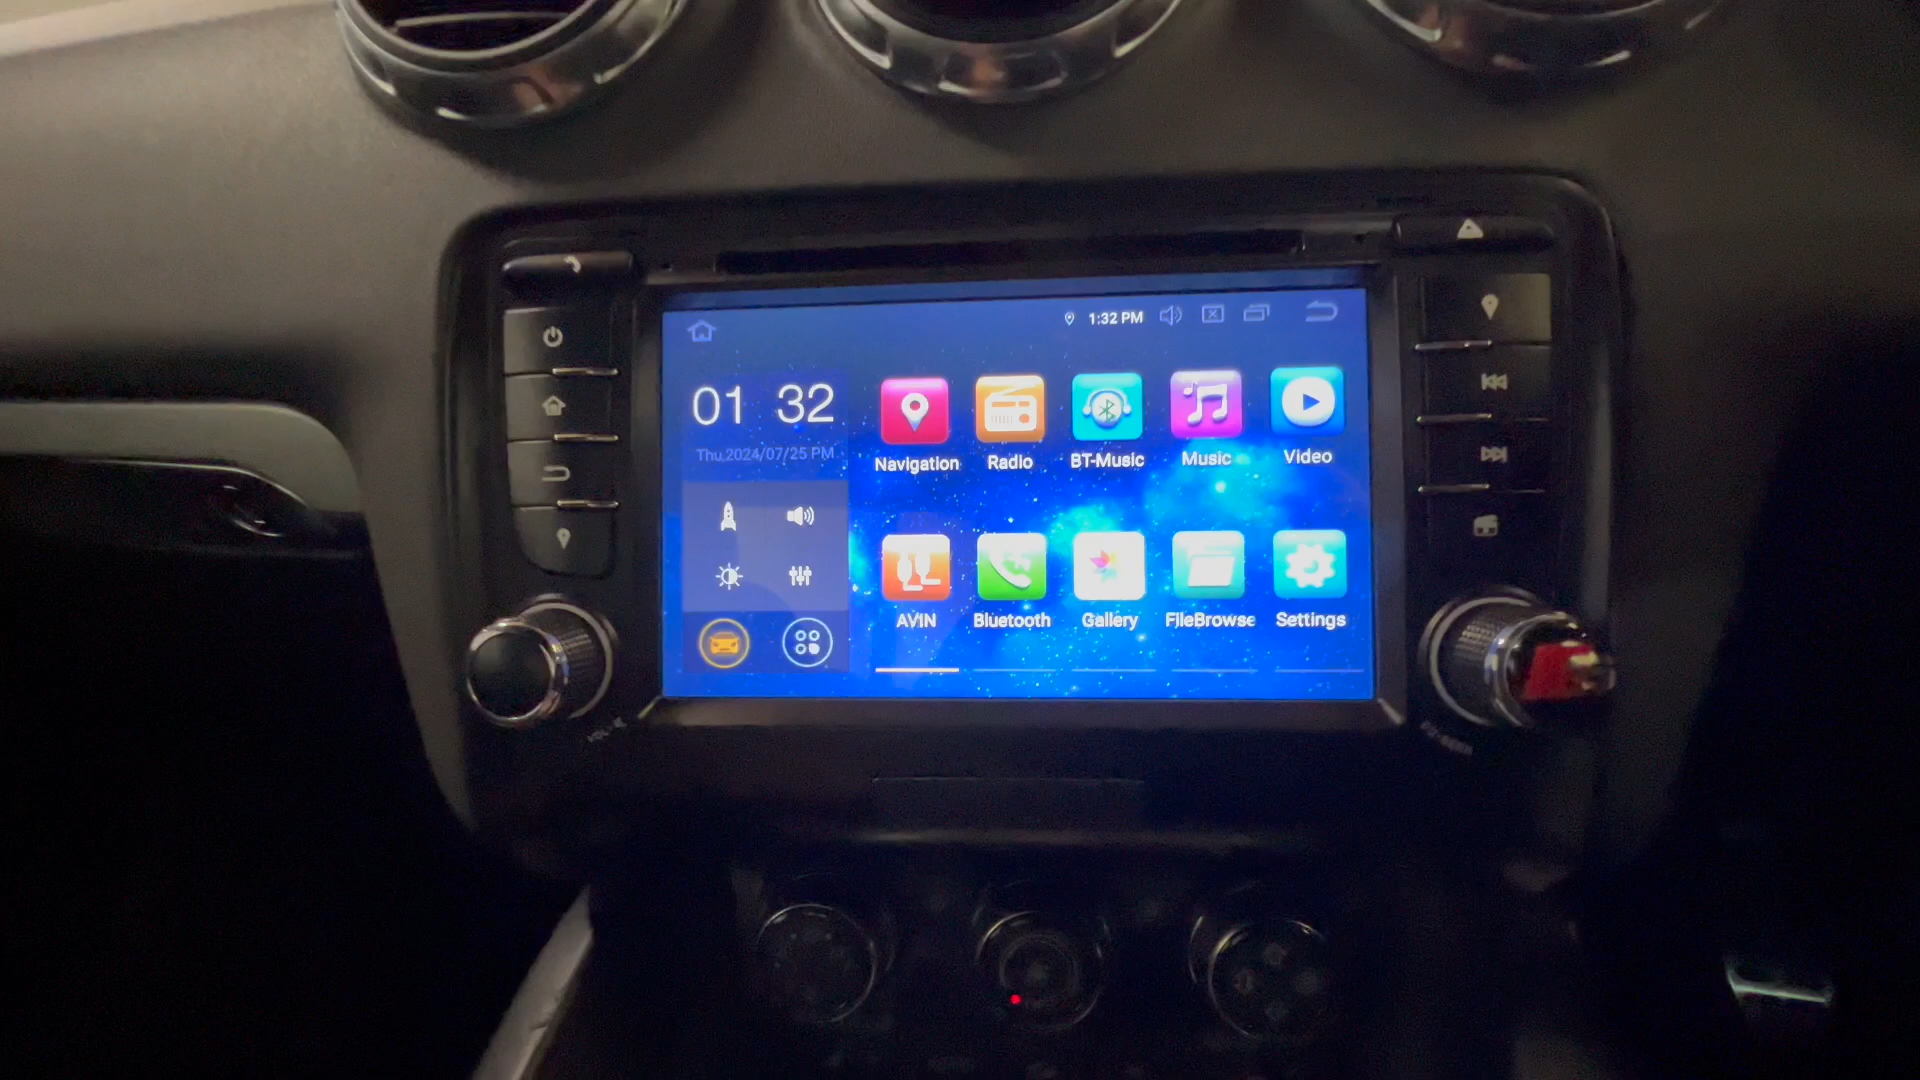 1:32 PM
01 32
Thu,2024/07/25 PM
Navigation Radio BT-Music Music Video
AVIN Bluetooth Gallery FileBrowse Settings